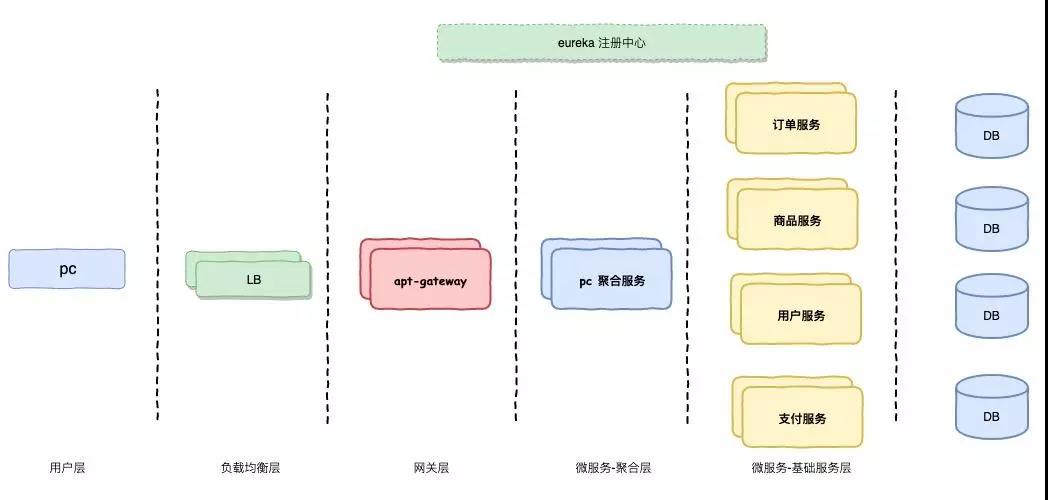 eureka 注册中心
订单服务
DB
商品服务
DB
pc
LB
apt-gateway
pc 聚合服务
用户服务
DB
支付服务
DB
用户层
负载均衡层
网关层
微服务-聚合层
微服务-基础服务层